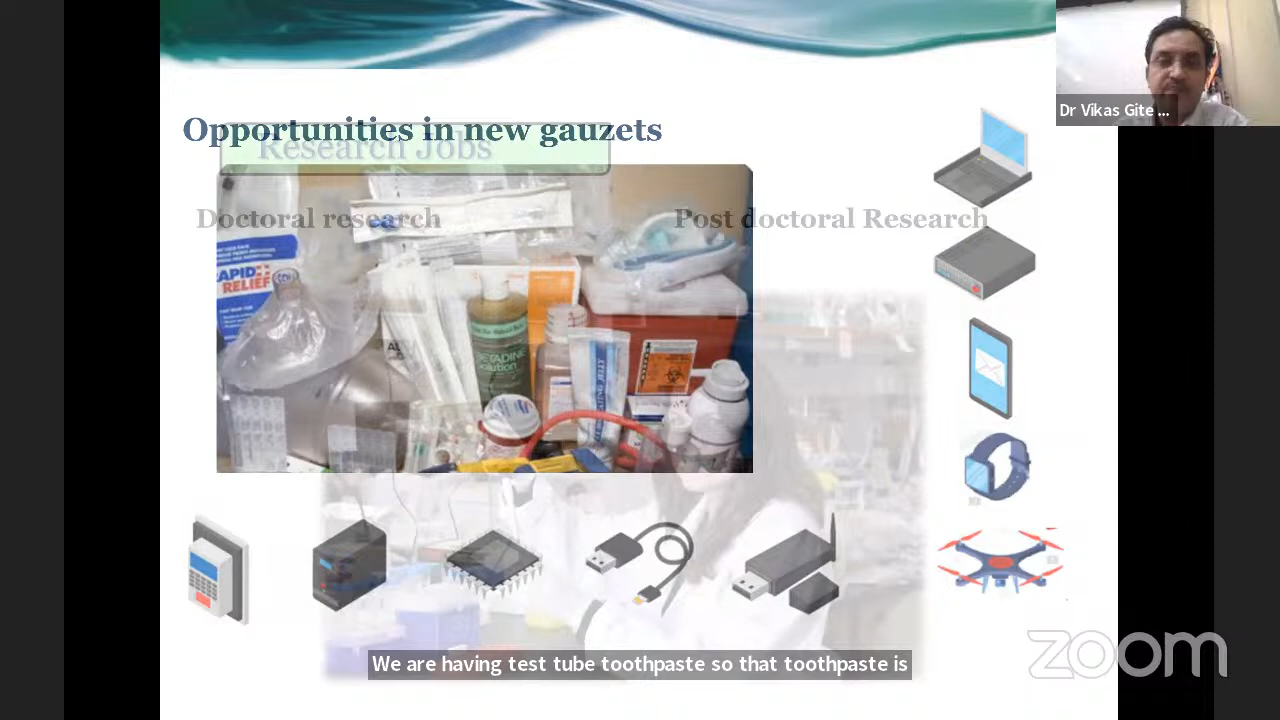 Dr Vikas Gite ...
Opportunities in new gauzets
Research Jobs
Doctoral research
Post doctoral Research
RAPID
RELIEF
BETADINE
Solution
We are having test tube toothpaste so that toothpaste is
zoom